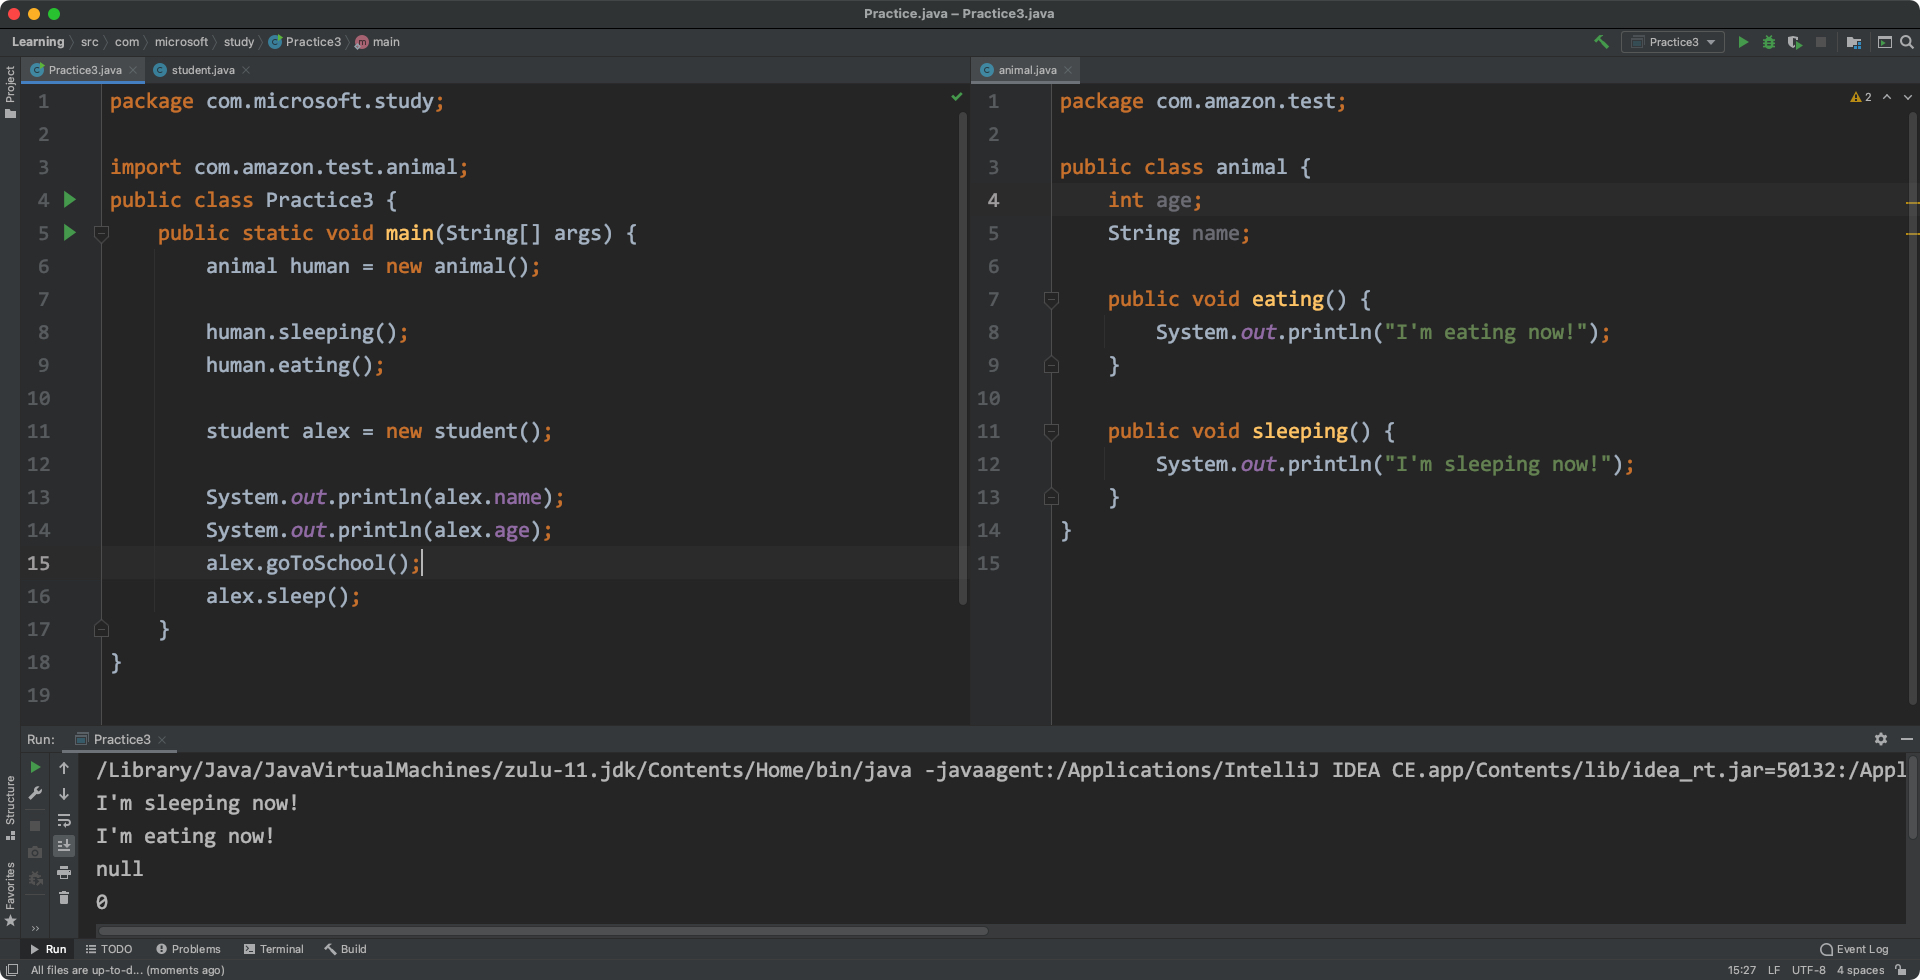 Practice.java – Practice3.java
Learning src com microsoft study Practice3 main
Practice3
Project
Practice3.java
student.java
1 package com.microsoft.study;
2
3 import com.amazon.test.animal;
4 public class Practice3 {
5 public static void main(String[] args) {
6 animal human = new animal();
7
8 human.sleeping();
9 human.eating();
10
11 student alex = new student();
12
13 System.out.println(alex.name);
14 System.out.println(alex.age);
15 alex.goToSchool();
16 alex.sleep();
17 }
18 }
19
animal.java
2
1 package com.amazon.test;
2
3 public class animal {
4 int age;
5 String name;
6
7 public void eating() {
8 System.out.println("I'm eating now!");
9 }
10
11 public void sleeping() {
12 System.out.println("I'm sleeping now!");
13 }
14 }
15
Run: Practice3
Structure
Favorites
/Library/Java/JavaVirtualMachines/zulu-11.jdk/Contents/Home/bin/java -javaagent:/Applications/IntelliJ IDEA CE.app/Contents/lib/idea_rt.jar=50132:/Appl
I'm sleeping now!
I'm eating now!
null
0
Run TODO Problems Terminal Build Event Log
All files are up-to-d... (moments ago) 15:27 LF UTF-8 4 spaces